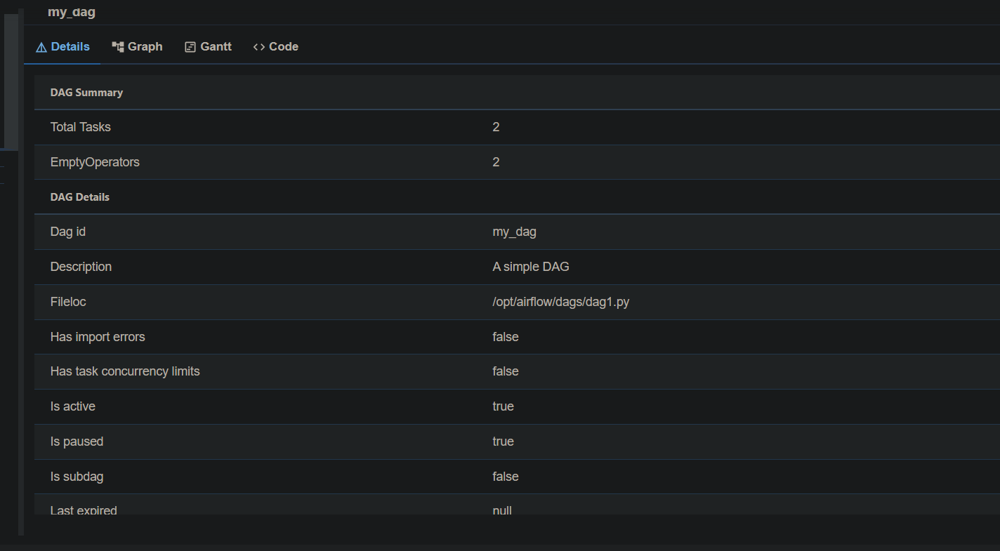 my_dag
Details Graph Gantt Code
DAG Summary
Total Tasks 2
EmptyOperators 2
DAG Details
Dag id my_dag
Description A simple DAG
Fileloc /opt/airflow/dags/dag1.py
Has import errors false
Has task concurrency limits false
Is active true
Is paused true
Is subdag false
Last expired null